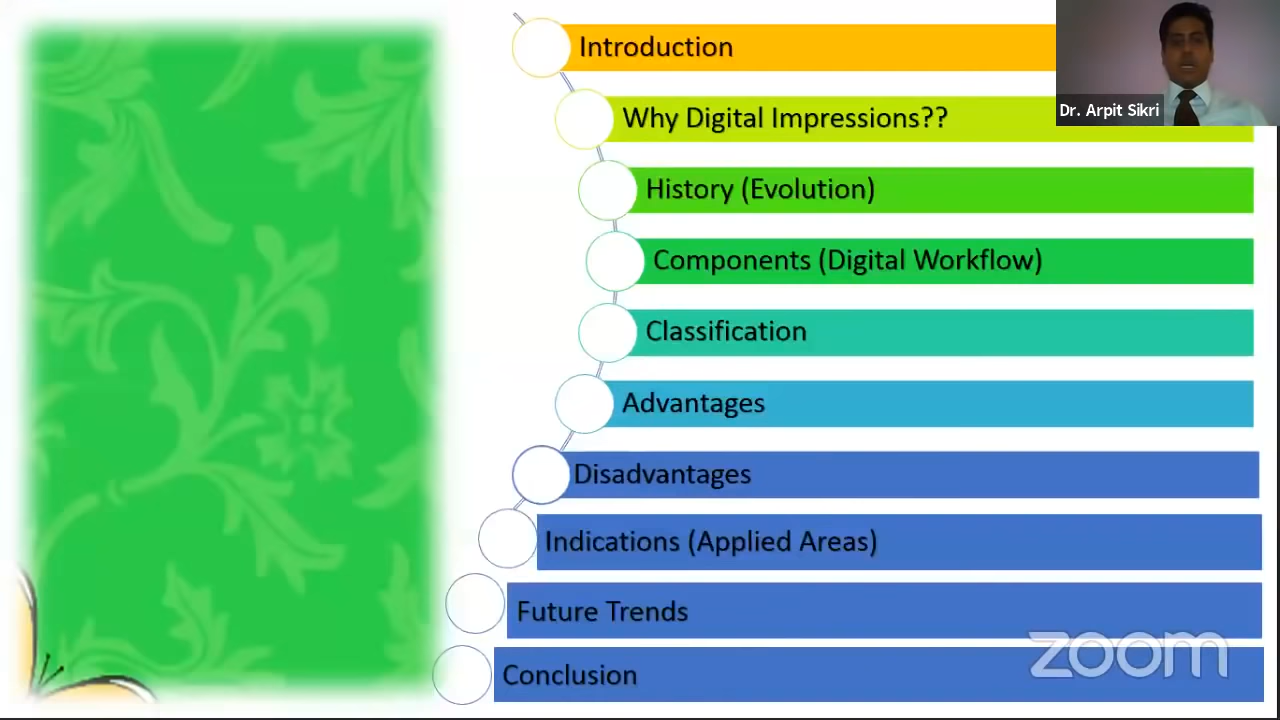 Introduction
Dr. Arpit Sikri
Why Digital Impressions??
History (Evolution)
Components (Digital Workflow)
Classification
Advantages
Disadvantages
Indications (Applied Areas)
Future Trends
zoom
Conclusion